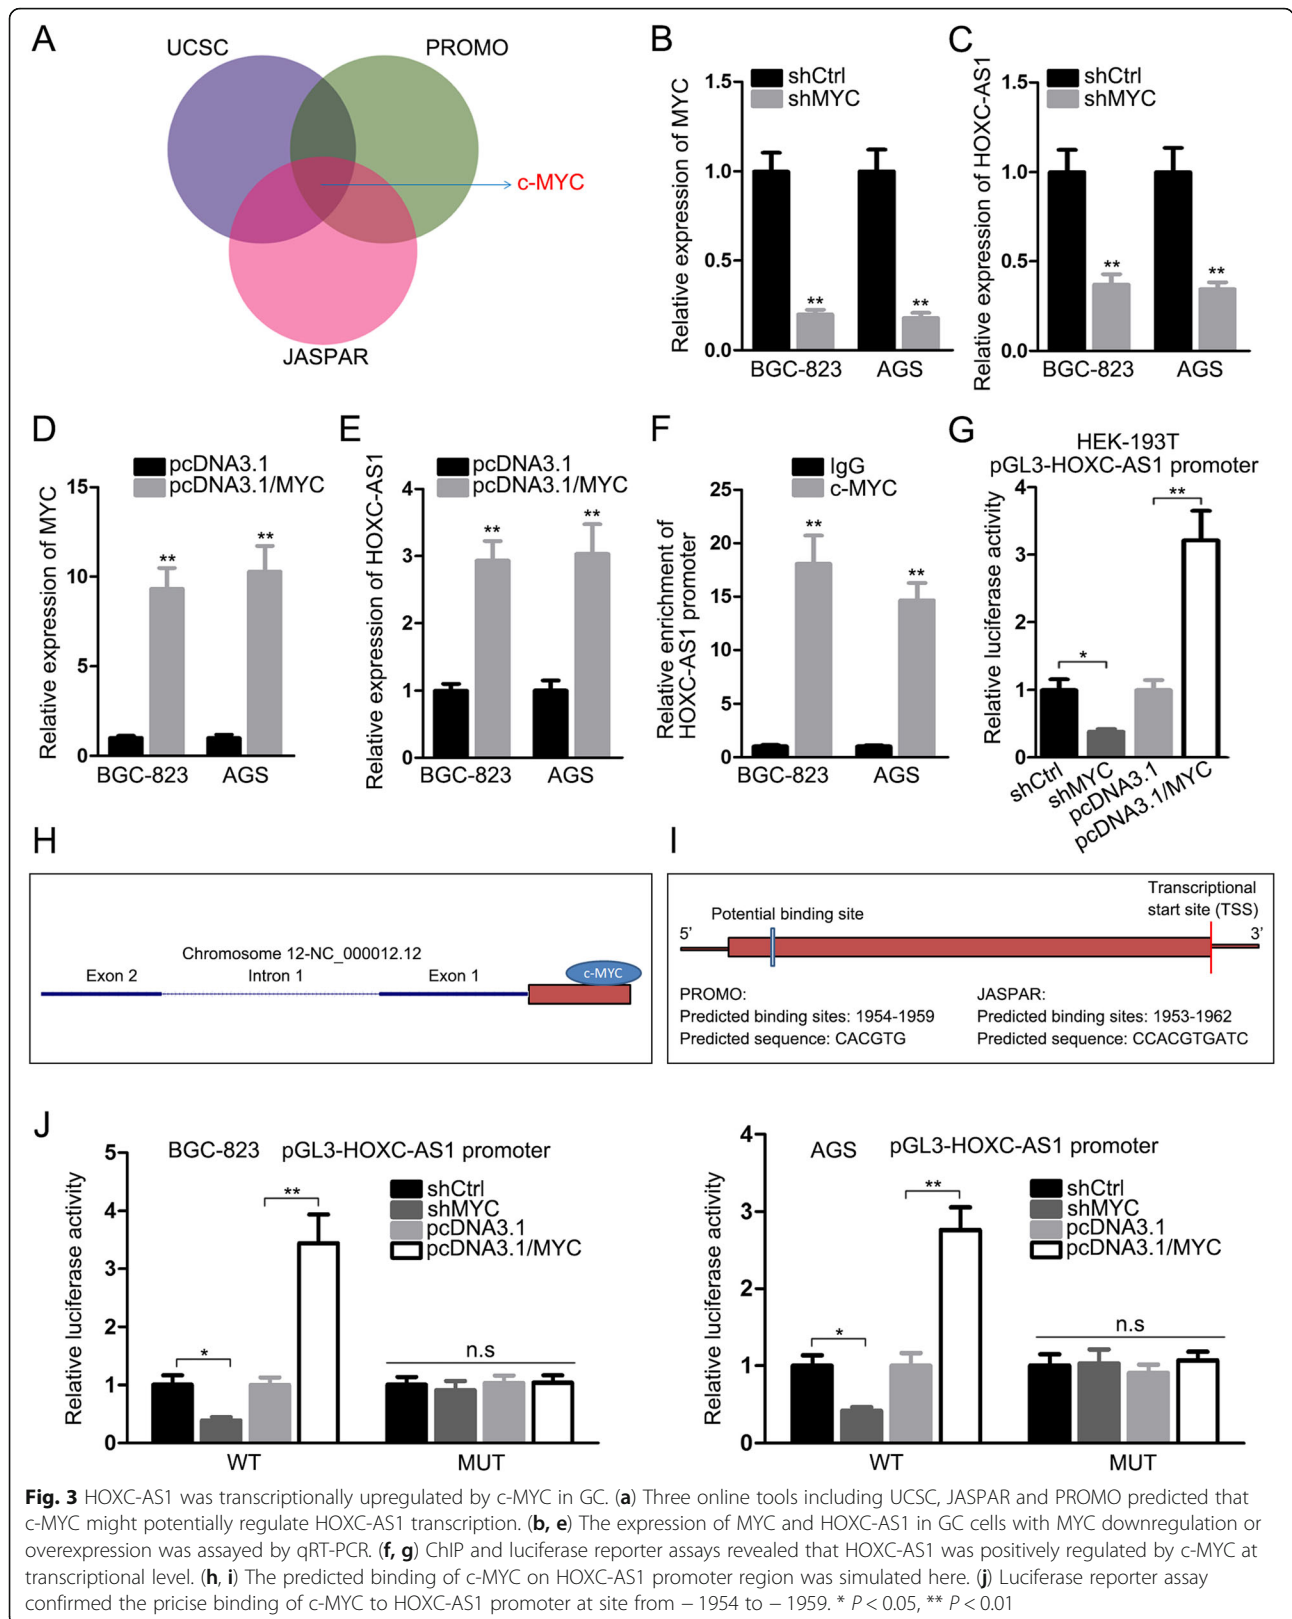 A
UCSC
PROMO
c-MYC
JASPAR
B
shCtrl
shMYC
Relative expression of MYC
1.5
1.0
0.5
0.0
**
**
BGC-823
AGS
C
shCtrl
shMYC
Relative expression of HOXC-AS1
1.5
1.0
0.5
0.0
**
**
BGC-823
AGS
D
pcDNA3.1
pcDNA3.1/MYC
Relative expression of MYC
15
10
5
0
**
**
BGC-823
AGS
E
pcDNA3.1
pcDNA3.1/MYC
Relative expression of HOXC-AS1
4
3
2
1
0
**
**
BGC-823
AGS
F
IgG
c-MYC
Relative enrichment of
HOXC-AS1 promoter
25
20
15
10
5
0
**
**
BGC-823
AGS
G
HEK-193T
pGL3-HOXC-AS1 promoter
Relative luciferase activity
4
3
2
1
0
*
**
shCtrl
shMYC
pcDNA3.1
pcDNA3.1/MYC
H
Chromosome 12-NC_000012.12
Exon 2
Intron 1
Exon 1
c-MYC
I
Transcriptional
start site (TSS)
Potential binding site
5’
3’
PROMO:
Predicted binding sites: 1954-1959
Predicted sequence: CACGTG
JASPAR:
Predicted binding sites: 1953-1962
Predicted sequence: CCACGTGATC
J
BGC-823 pGL3-HOXC-AS1 promoter
shCtrl
shMYC
pcDNA3.1
pcDNA3.1/MYC
Relative luciferase activity
5
4
3
2
1
0
*
**
n.s
WT
MUT
AGS pGL3-HOXC-AS1 promoter
shCtrl
shMYC
pcDNA3.1
pcDNA3.1/MYC
Relative luciferase activity
4
3
2
1
0
*
**
n.s
WT
MUT
Fig. 3 HOXC-AS1 was transcriptionally upregulated by c-MYC in GC. (a) Three online tools including UCSC, JASPAR and PROMO predicted that
c-MYC might potentially regulate HOXC-AS1 transcription. (b, e) The expression of MYC and HOXC-AS1 in GC cells with MYC downregulation or
overexpression was assayed by qRT-PCR. (f, g) ChIP and luciferase reporter assays revealed that HOXC-AS1 was positively regulated by c-MYC at
transcriptional level. (h, i) The predicted binding of c-MYC on HOXC-AS1 promoter region was simulated here. (j) Luciferase reporter assay
confirmed the pricise binding of c-MYC to HOXC-AS1 promoter at site from − 1954 to − 1959. * P < 0.05, ** P < 0.01